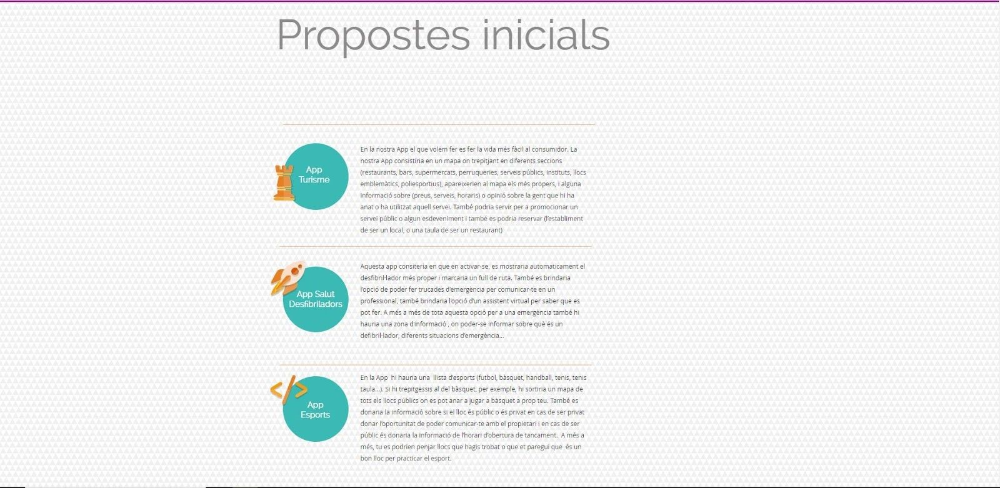 Propostes inicials
App
Turisme
En la nostra App el que volem fer es fer la vida més fàcil al consumidor. La
nostra App consistiria en un mapa on trepitjant en diferents seccions
(restaurants, bars, supermercats, perruqueries, serveis públics, instituts, llocs
emblemàtics, poliesportius), apareixerien al mapa els més propers, i alguna
informació sobre (preus, serveis, horaris) o opinió sobre la gent que hi ha
anat o ha utilitzat aquell servei. També podria servir per a promocionar un
servei públic o algun esdeveniment i també es podria reservar (l'establiment
de ser un local, o una taula de ser un restaurant)
App Salut
Desfibriladors
Aquesta app consiteria en que en activar-se, es mostraria automaticament el
desfibril·lador més proper i marcaria un full de ruta. També es brindaria
l'opció de poder fer trucades d'emergència per comunicar-te en un
professional, també brindaria l'opció d'un assistent virtual per saber que es
pot fer. A més a més de tota aquesta opció per a una emergència també hi
hauria una zona d'informació , on poder-se informar sobre què és un
defibril·lador, diferents situacions d'emergència...
App
Esports
En la App  hi hauria una  llista d'esports (futbol, bàsquet, handball, tenis, tenis
taula...). Si hi trepitgessis al del bàsquet, per exemple, hi sortiria un mapa de
tots els llocs públics on es pot anar a jugar a bàsquet a prop teu. També es
donaria la informació sobre si el lloc és públic o és privat en cas de ser privat
donar l'oportunitat de poder comunicar-te amb el propietari i en cas de ser
públic és donaria la informació de l'horari d'obertura de tancament.  A més a
més, tu es podrien penjar llocs que hagis trobat o que et paregui que  és un
bon lloc per practicar el esport.